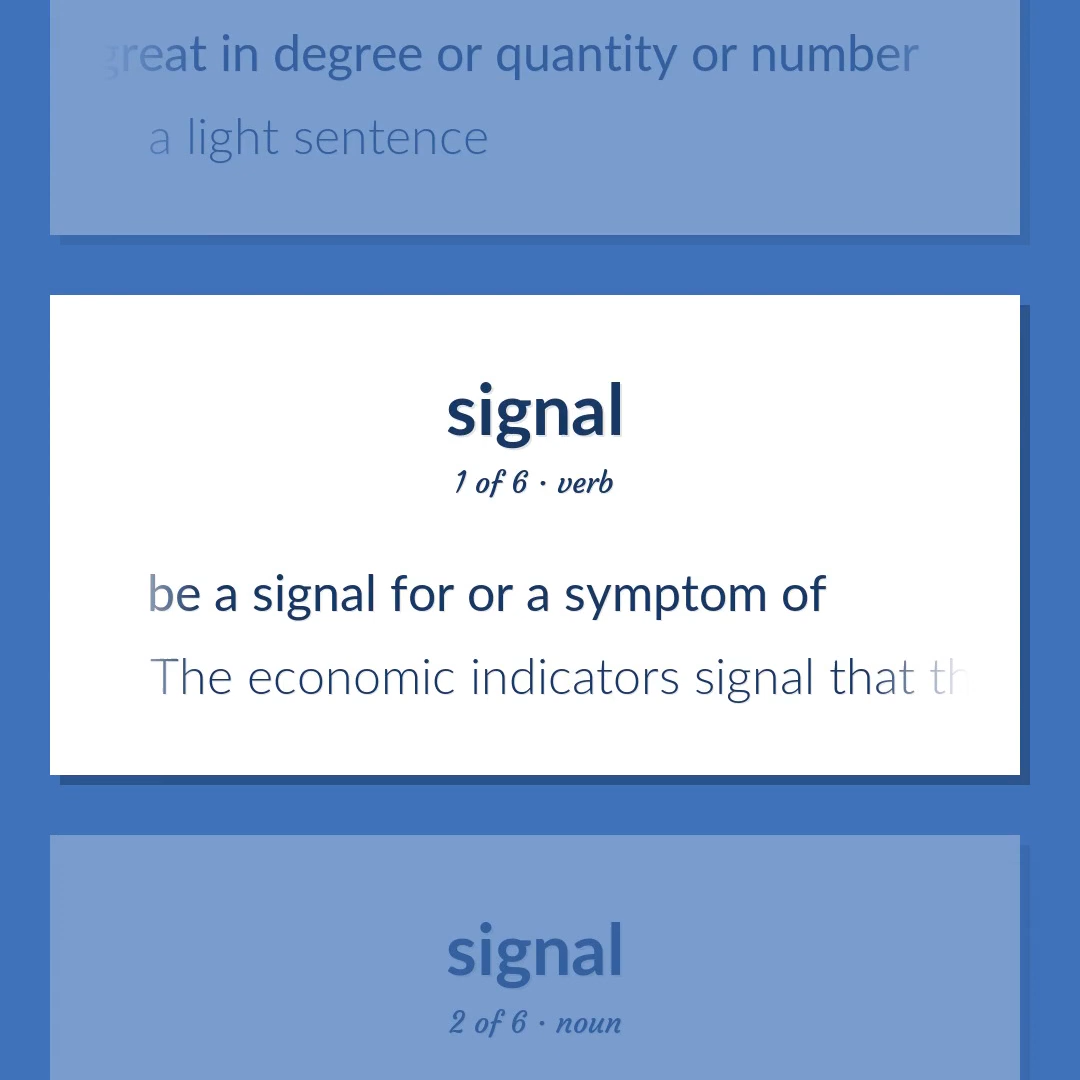 great in degree or quantity or number
a light sentence
signal
1 of 6 · verb
be a signal for or a symptom of
The economic indicators signal that th
signal
2 of 6 · noun